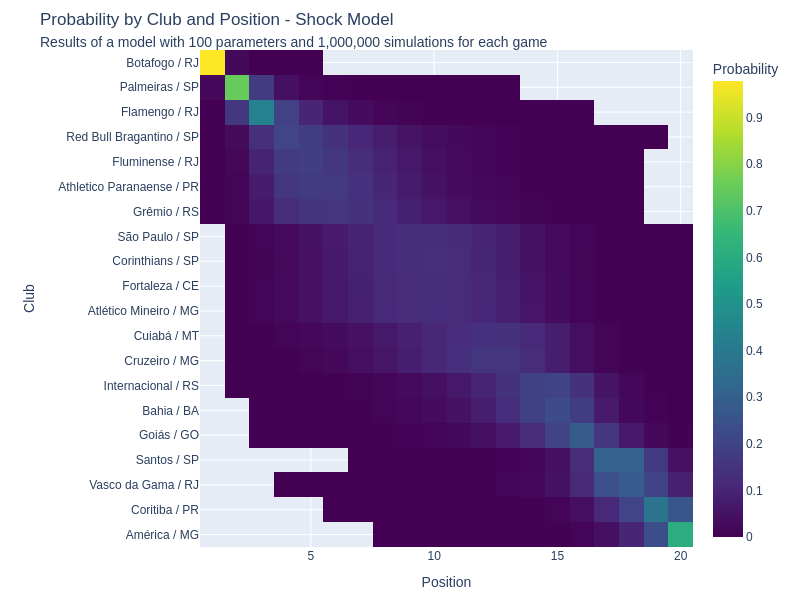 Probability by Club and Position - Shock Model
Results of a model with 100 parameters and 1,000,000 simulations for each game
Probability
Club
Botafogo / RJ
Palmeiras / SP
Flamengo / RJ
Red Bull Bragantino / SP
Fluminense / RJ
Athletico Paranaense / PR
Grêmio / RS
São Paulo / SP
Corinthians / SP
Fortaleza / CE
Atlético Mineiro / MG
Cuiabá / MT
Cruzeiro / MG
Internacional / RS
Bahia / BA
Goiás / GO
Santos / SP
Vasco da Gama / RJ
Coritiba / PR
América / MG
5
10
15
20
Position
0.9
0.8
0.7
0.6
0.5
0.4
0.3
0.2
0.1
0